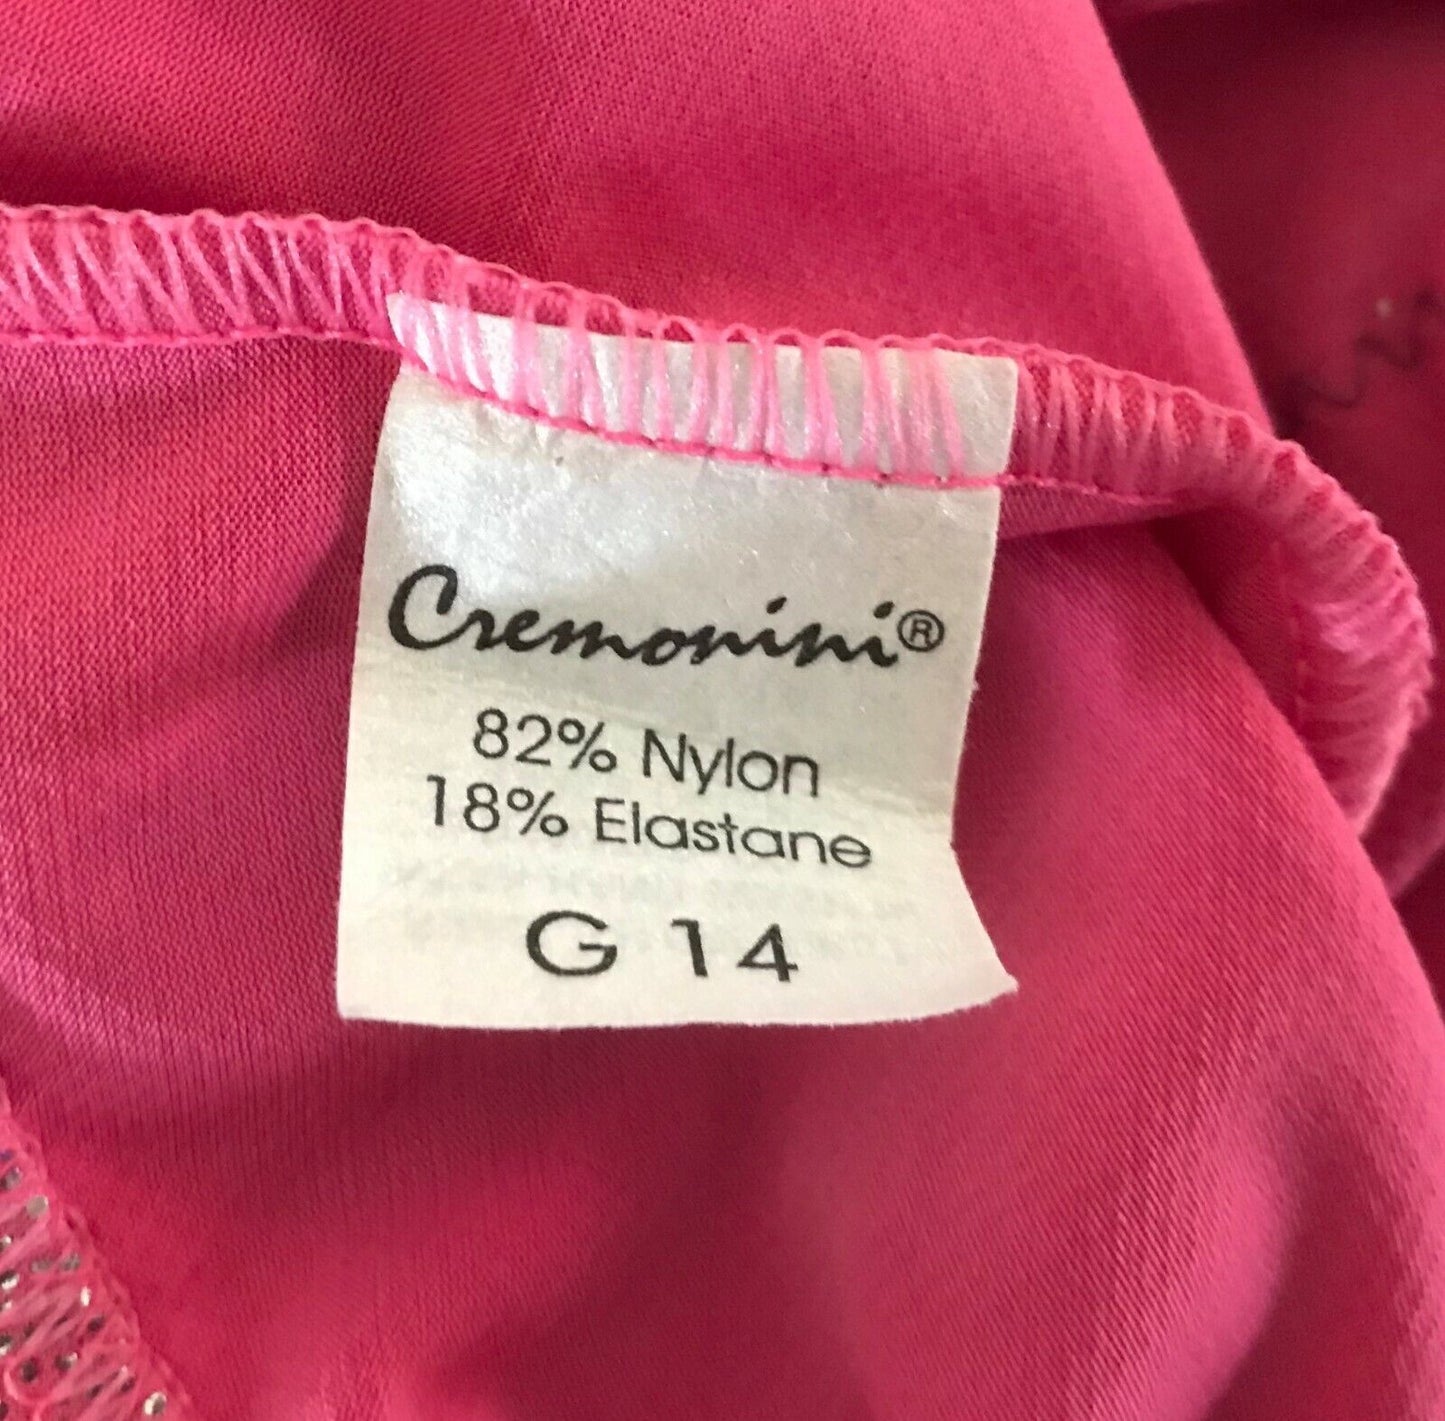 Cremonini®
82% Nylon
18% Elastane
G 14